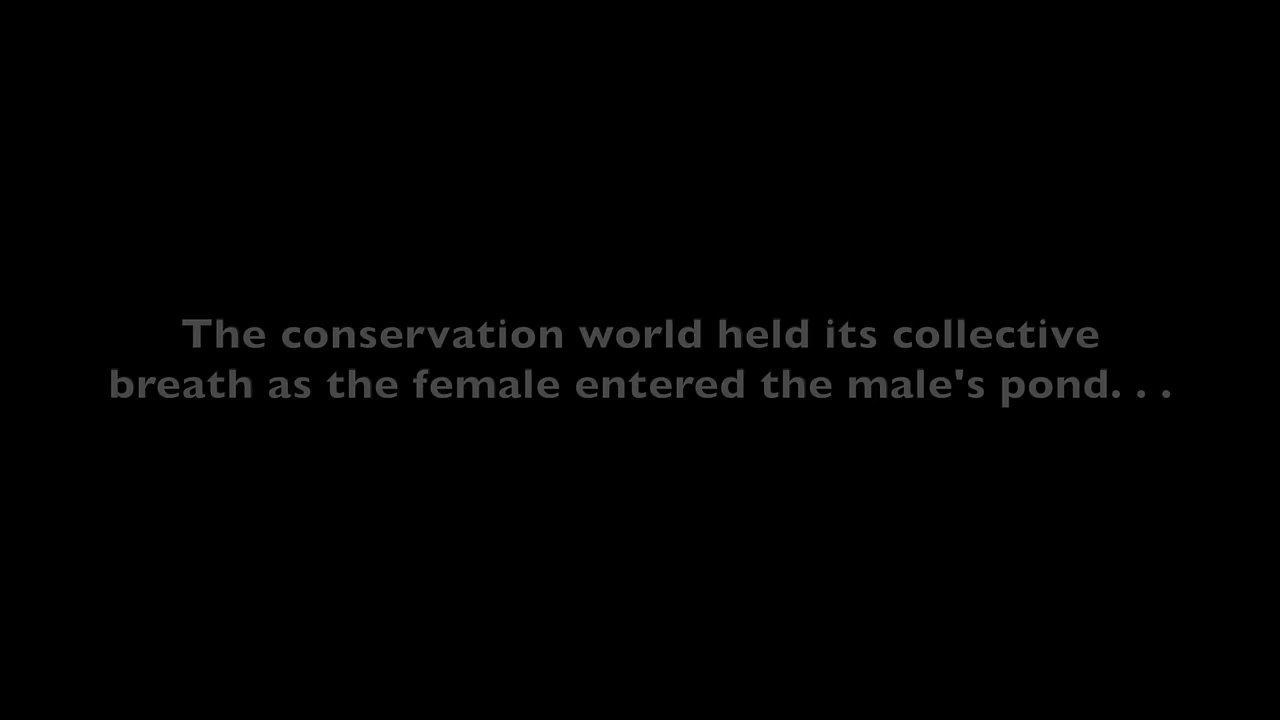 The conservation world held its collective
breath as the female entered the male's pond. . .